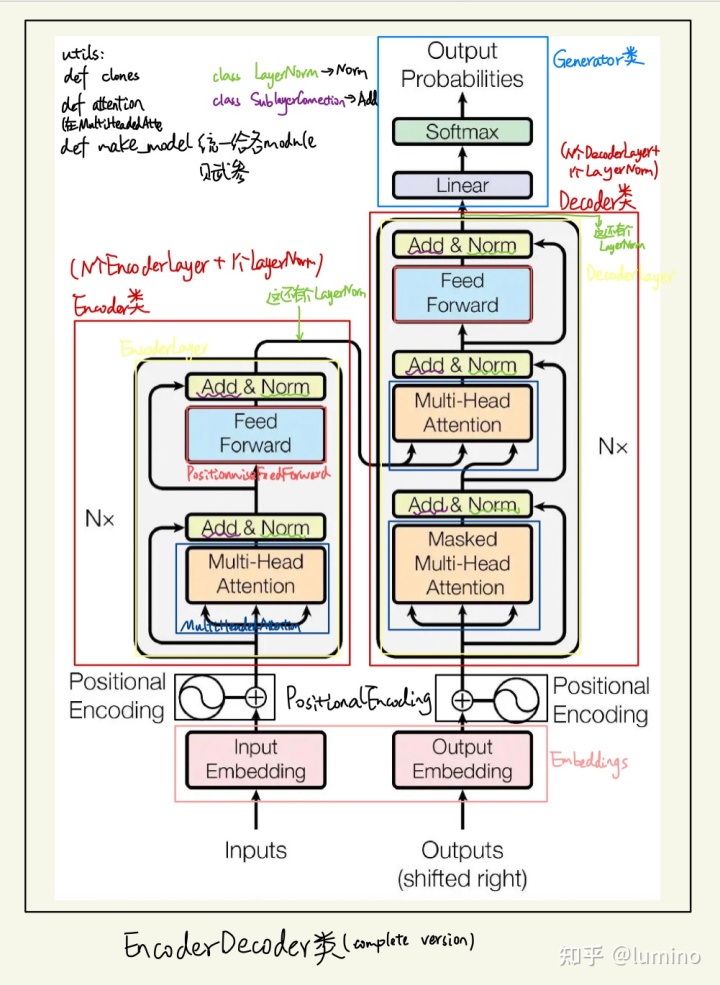 utils:
def clones
class LayerNorm→Norm
def attention
class SublayerConnection→Add
(在MultiHeadedAtte
def make_model 统一给各module
赋参
Output
Probabilities
Generator类
Softmax
Linear
(N个DecoderLayer+
1个LayerNorm)
Decoder类
这还有个
LayerNorm
DecoderLayer
Add & Norm
Feed
Forward
Add & Norm
Multi-Head
Attention
Nx
Add & Norm
Masked
Multi-Head
Attention
(N个EncoderLayer+1个LayerNorm)
Encoder类
这还有个LayerNorm
EncoderLayer
Add & Norm
Feed
Forward
PositionwiseFeedForward
Nx
Add & Norm
Multi-Head
Attention
MultiHeadedAttention
Positional
Encoding
PositionalEncoding
Positional
Encoding
Input
Embedding
Output
Embedding
Embeddings
Inputs
Outputs
(shifted right)
EncoderDecoder类(complete version)
知乎 @lumino